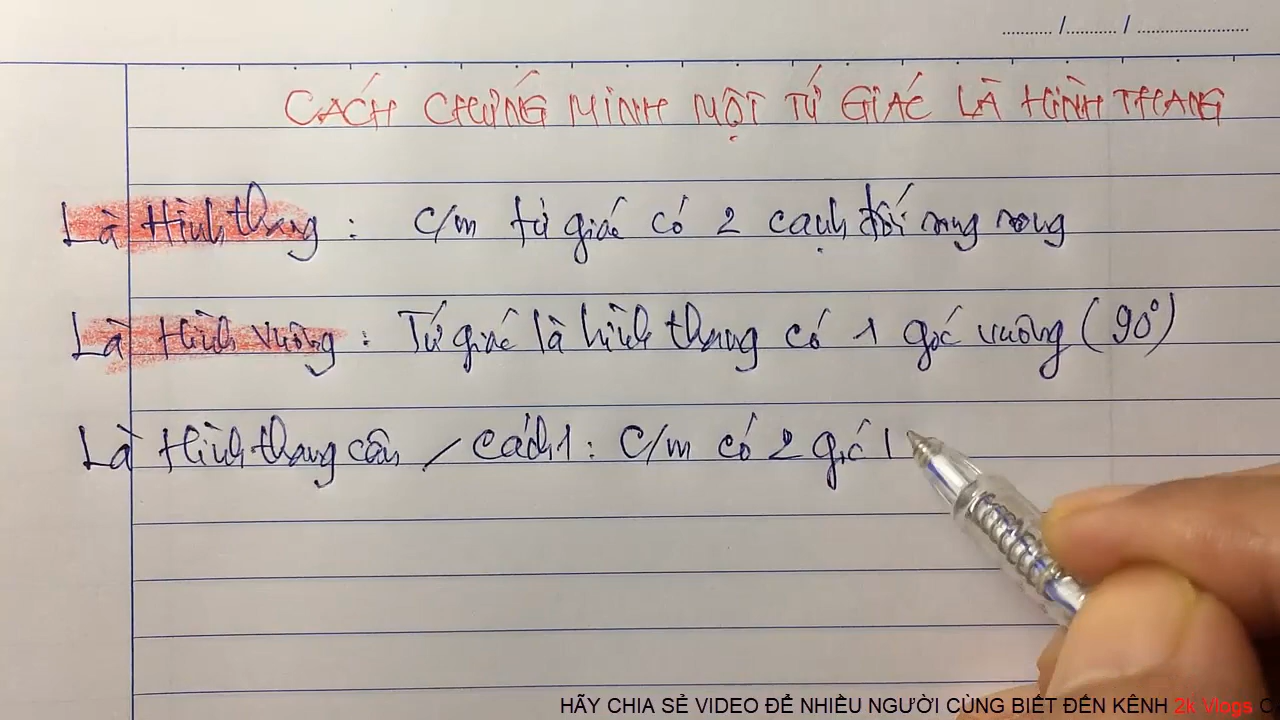 CÁCH CHỨNG MINH MỘT TỨ GIÁC LÀ HÌNH THANG
Là Hình thang : c/m tứ giác có 2 cạnh đối song song
Là Hình vuông : Tứ giác là hình thang có 1 góc vuông (90°)
Là Hình thang cân / Cách 1 : C/m có 2 góc
HÃY CHIA SẺ VIDEO ĐỂ NHIỀU NGƯỜI CÙNG BIẾT ĐẾN KÊNH 2k Vlogs